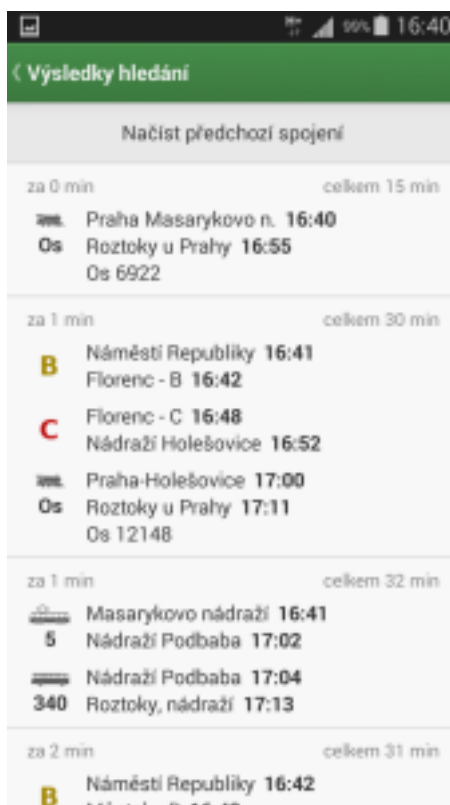 99% 16:40
Výsledky hledání
Načíst předchozí spojení
za 0 min celkem 15 min
Praha Masarykovo n. 16:40
Os Roztoky u Prahy 16:55
Os 6922
za 1 min celkem 30 min
B Náměstí Republiky 16:41
Florenc - B 16:42
C Florenc - C 16:48
Nádraží Holešovice 16:52
Praha-Holešovice 17:00
Os Roztoky u Prahy 17:11
Os 12148
za 1 min celkem 32 min
Masarykovo nádraží 16:41
5 Nádraží Podbaba 17:02
Nádraží Podbaba 17:04
340 Roztoky, nádraží 17:13
za 2 min celkem 31 min
B Náměstí Republiky 16:42